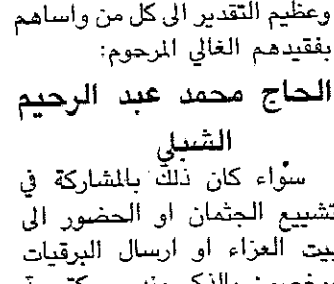 وعظيم التقدير الى كل من واساهم
بفقيدهم الغالي المرحوم:
الحاج محمد عبد الرحيم
الشبلي
سواء كان ذلك بالمشاركة في
تشييع الجثمان او الحضور الى
بيت العزاء او ارسال البرقيات